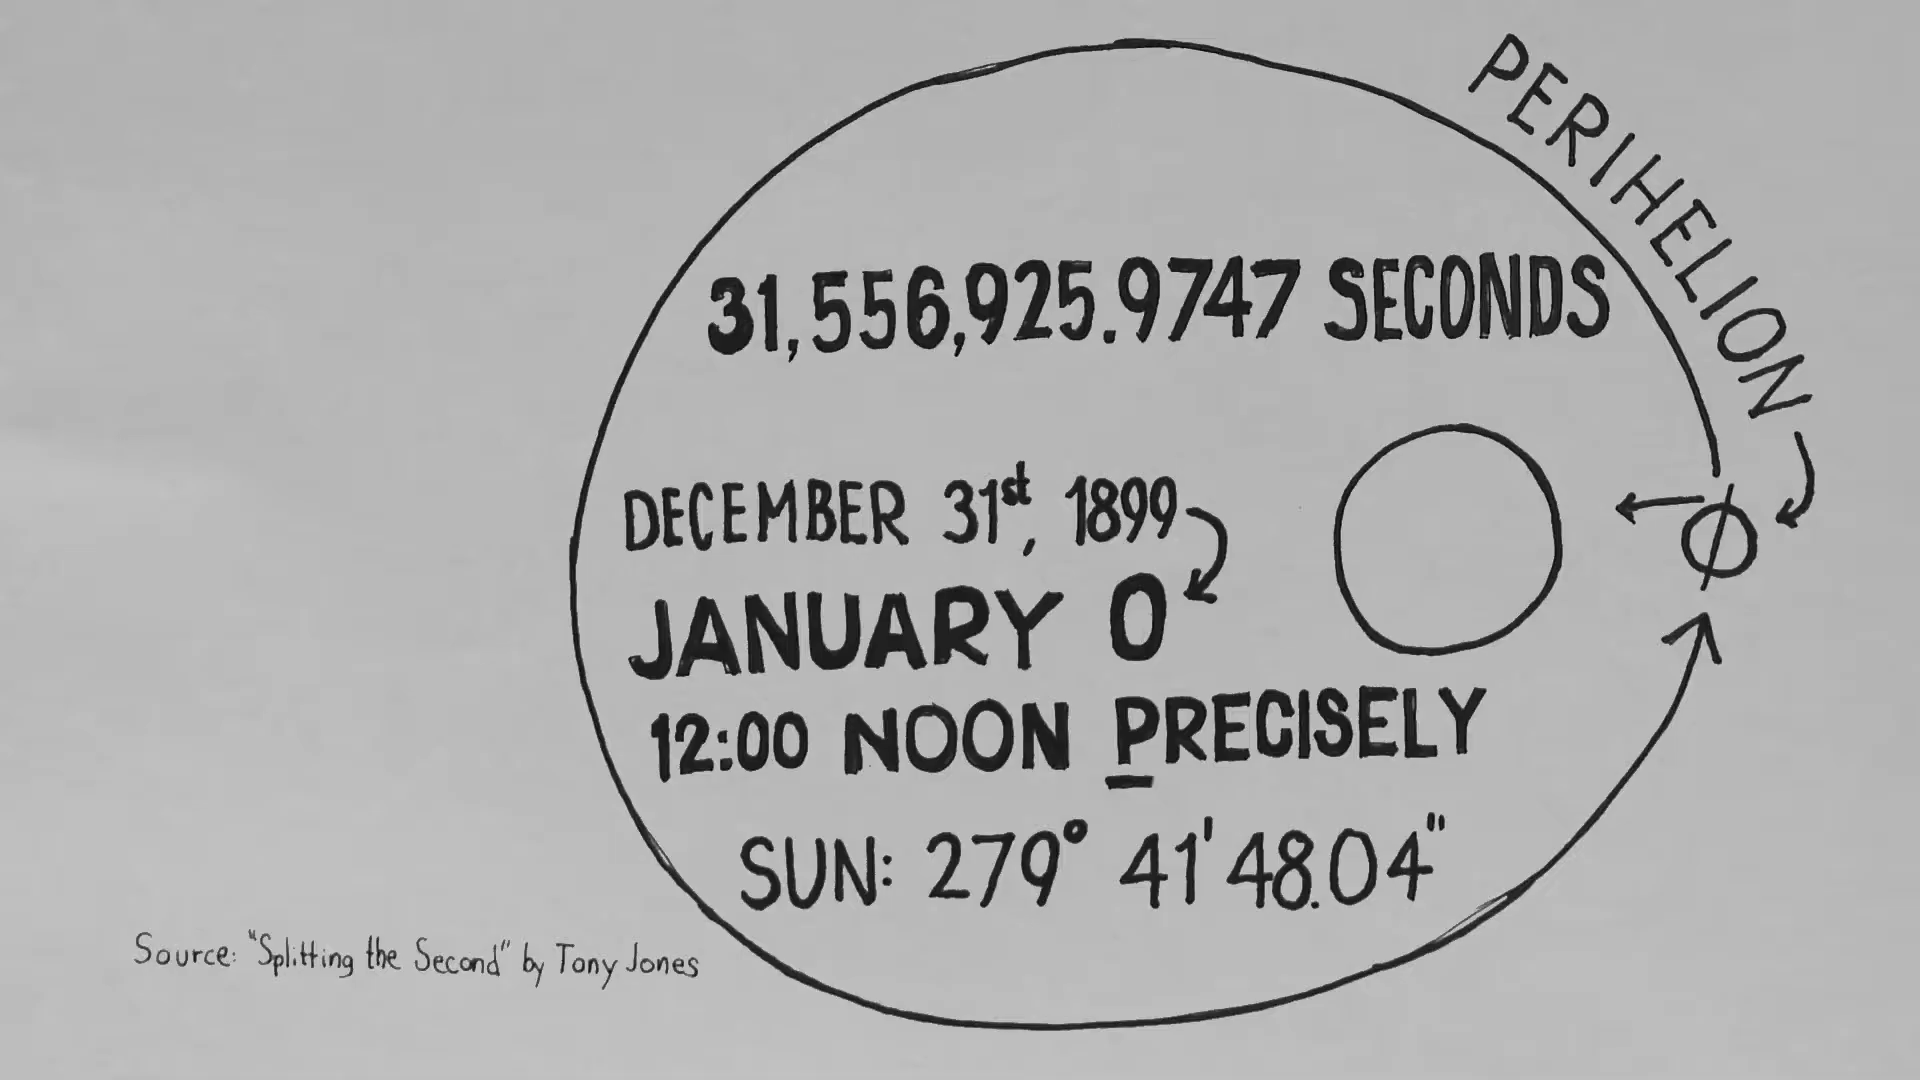 PERIHELION
31,556,925.9747 SECONDS
DECEMBER 31st, 1899
JANUARY 0
12:00 NOON PRECISELY
SUN: 279° 41' 48.04"
Source: "Splitting the Second" by Tony Jones